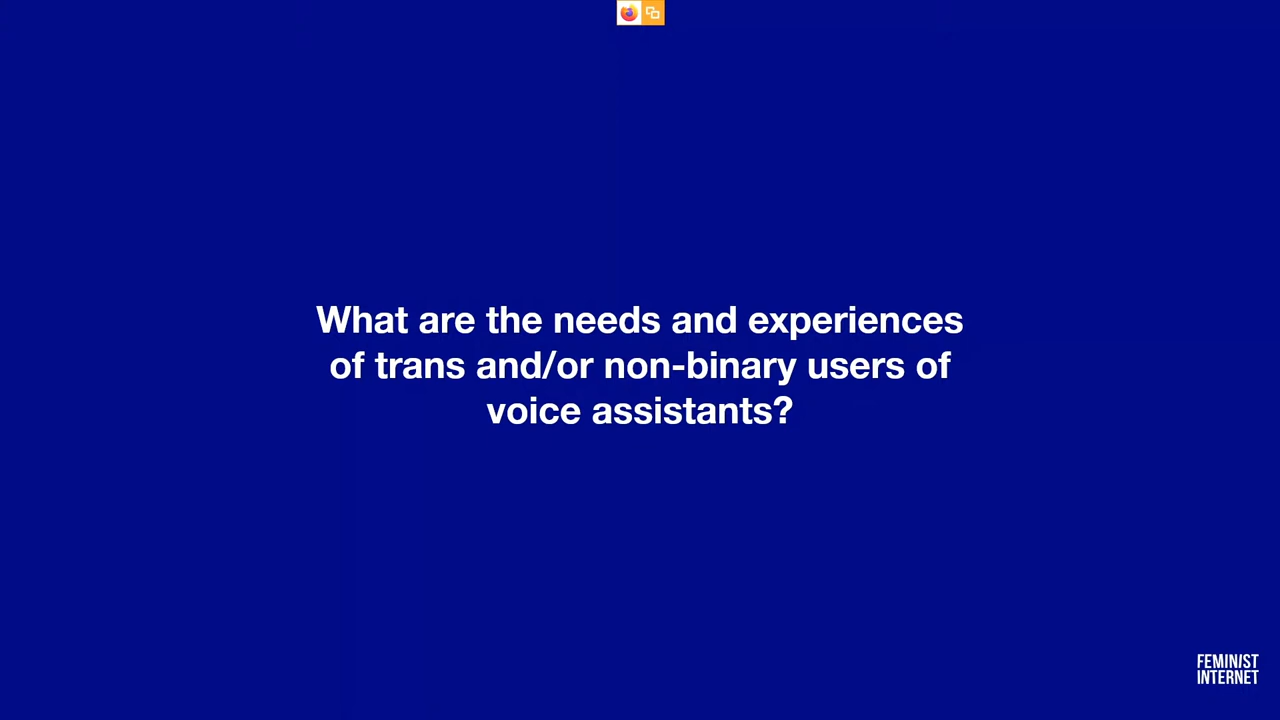 What are the needs and experiences
of trans and/or non-binary users of
voice assistants?
FEMINIST
INTERNET